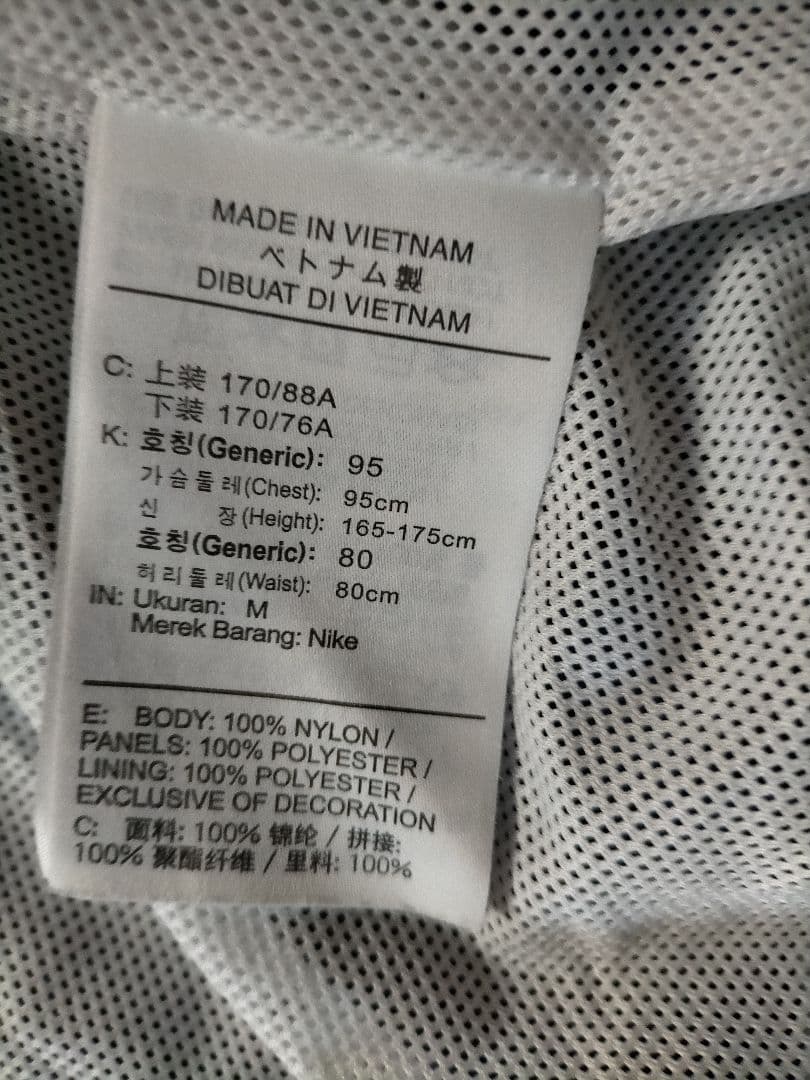 MADE IN VIETNAM
ベトナム製
DIBUAT DI VIETNAM
C: 上装 170/88A
下装 170/76A
K: 호칭(Generic): 95
가슴둘레(Chest): 95cm
신 장(Height): 165-175cm
호칭(Generic): 80
허리둘레(Waist): 80cm
IN: Ukuran: M
Merek Barang: Nike
E: BODY: 100% NYLON /
PANELS: 100% POLYESTER /
LINING: 100% POLYESTER /
EXCLUSIVE OF DECORATION
C: 面料: 100% 锦纶 / 拼接:
100% 聚酯纤维 / 里料: 100%